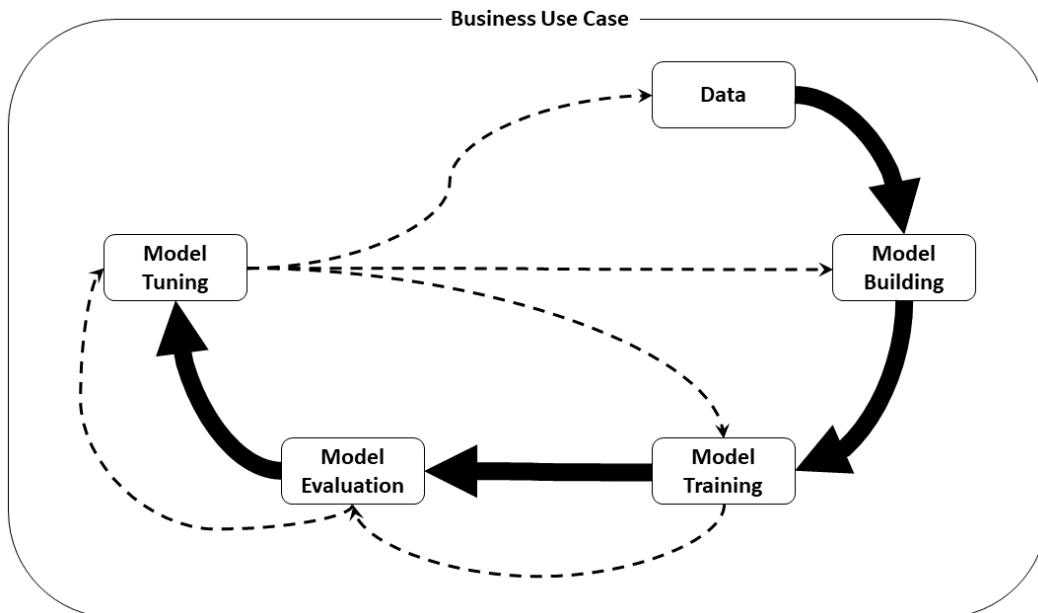 Business Use Case
Data
Model
Tuning
Model
Building
Model
Evaluation
Model
Training